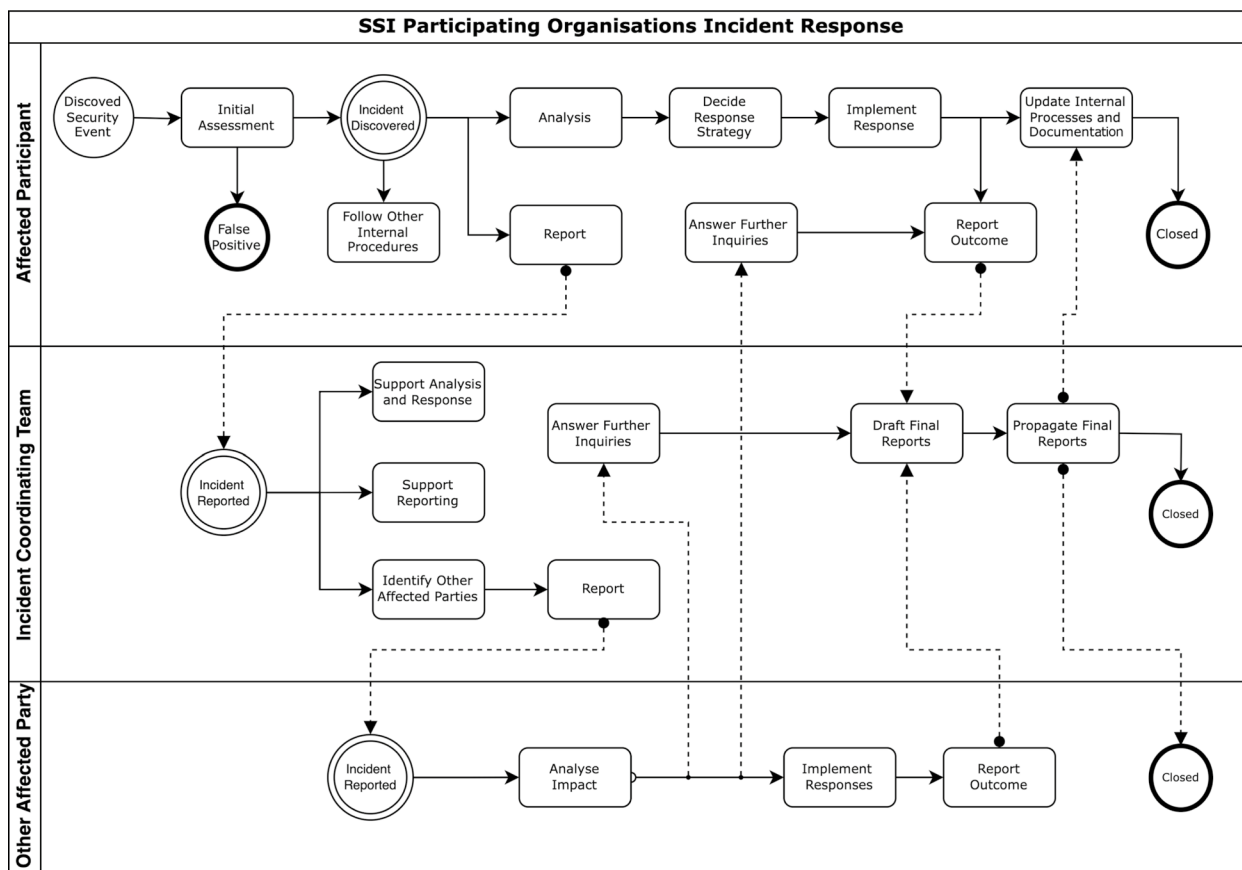 SSI Participating Organisations Incident Response
Affected Participant
Discoved
Security
Event
Initial
Assessment
Incident
Discovered
Analysis
Decide
Response
Strategy
Implement
Response
Update Internal
Processes and
Documentation
False
Positive
Follow Other
Internal
Procedures
Report
Answer Further
Inquiries
Report
Outcome
Closed
Incident Coordinating Team
Incident
Reported
Support Analysis
and Response
Support
Reporting
Identify Other
Affected Parties
Report
Answer Further
Inquiries
Draft Final
Reports
Propagate Final
Reports
Closed
Other Affected Party
Incident
Reported
Analyse
Impact
Implement
Responses
Report
Outcome
Closed